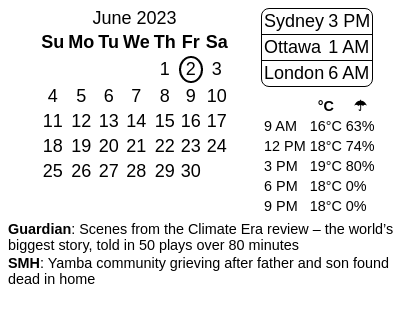 June 2023
Su Mo Tu We Th Fr Sa
1 2 3
4 5 6 7 8 9 10
11 12 13 14 15 16 17
18 19 20 21 22 23 24
25 26 27 28 29 30
Sydney 3 PM
Ottawa 1 AM
London 6 AM
°C ☂
9 AM 16°C 63%
12 PM 18°C 74%
3 PM 19°C 80%
6 PM 18°C 0%
9 PM 18°C 0%
Guardian: Scenes from the Climate Era review – the world's
biggest story, told in 50 plays over 80 minutes
SMH: Yamba community grieving after father and son found
dead in home